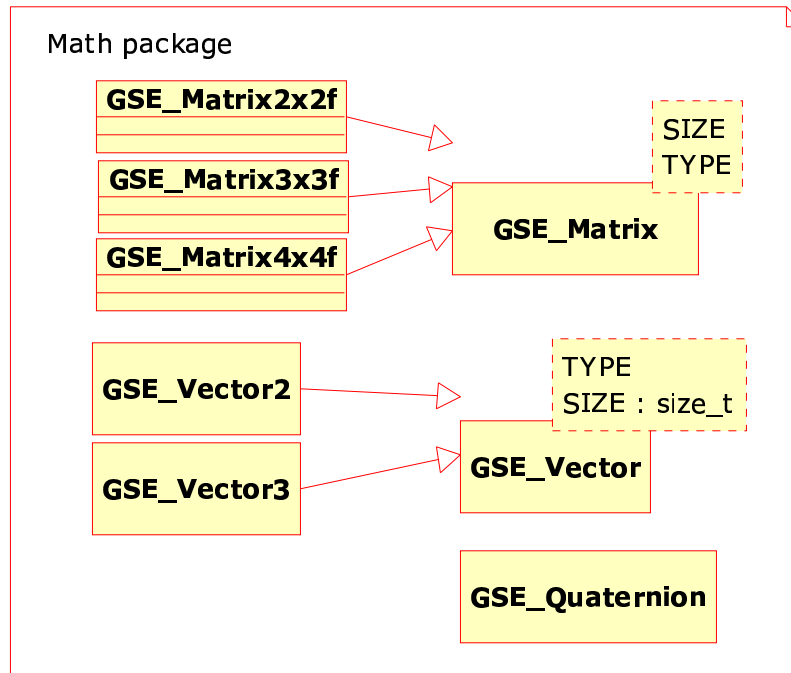 Math package
GSE_Matrix2x2f
GSE_Matrix3x3f
GSE_Matrix4x4f
SIZE
TYPE
GSE_Matrix
GSE_Vector2
GSE_Vector3
TYPE
SIZE : size_t
GSE_Vector
GSE_Quaternion